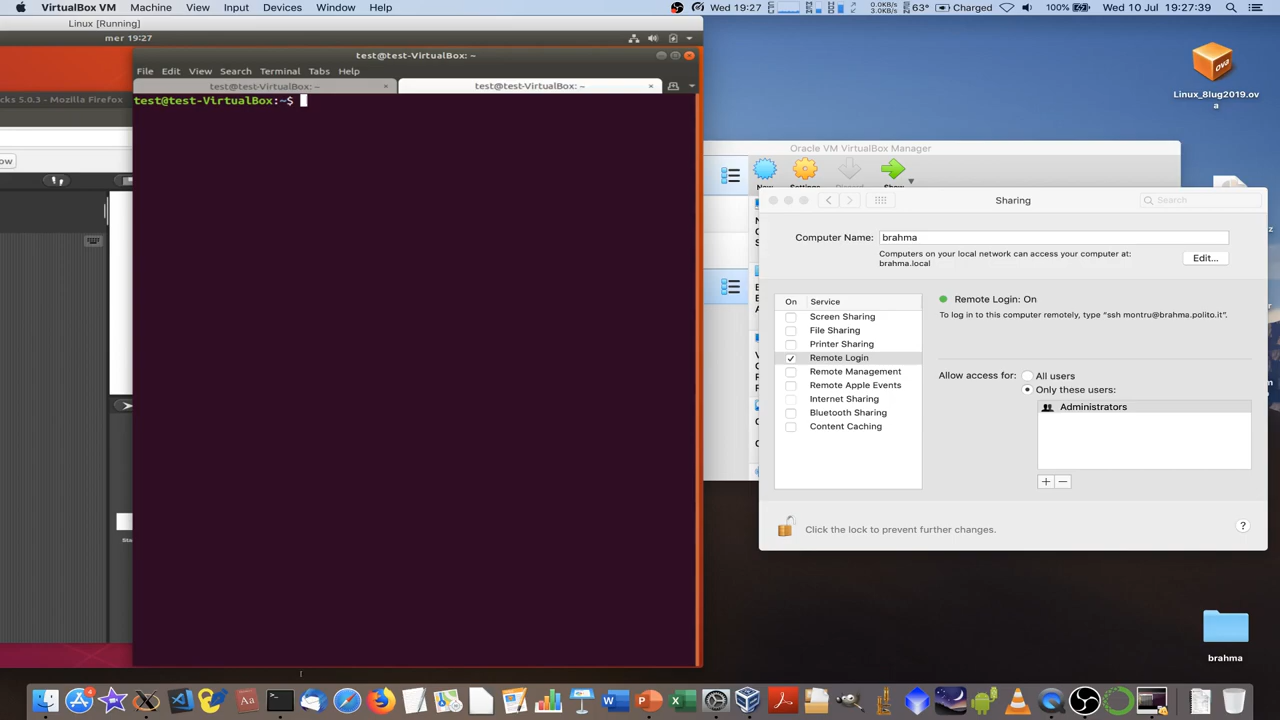 VirtualBox VM Machine View Input Window Devices Help
Wed 19:27 0.0KB/s 63° Charged 100% Wed 10 Jul 19:27:39
Linux [Running]
mer 19:27
test@test-VirtualBox: ~
File Edit View Search Terminal Tabs Help
test@test-VirtualBox: ~ × test@test-VirtualBox: ~ ×
test@test-VirtualBox:~$
cks 5.0.3 - Mozilla Firefox
ow
Linux_8lug2019.ov
a
Oracle VM VirtualBox Manager
Sharing
Search
Computer Name: brahma
Computers on your local network can access your computer at:
brahma.local
Edit...
On Service
Screen Sharing
File Sharing
Printer Sharing
Remote Login
Remote Management
Remote Apple Events
Internet Sharing
Bluetooth Sharing
Content Caching
Remote Login: On
To log in to this computer remotely, type "ssh montru@brahma.polito.it".
Allow access for: All users
Only these users:
Administrators
Click the lock to prevent further changes.
?
brahma